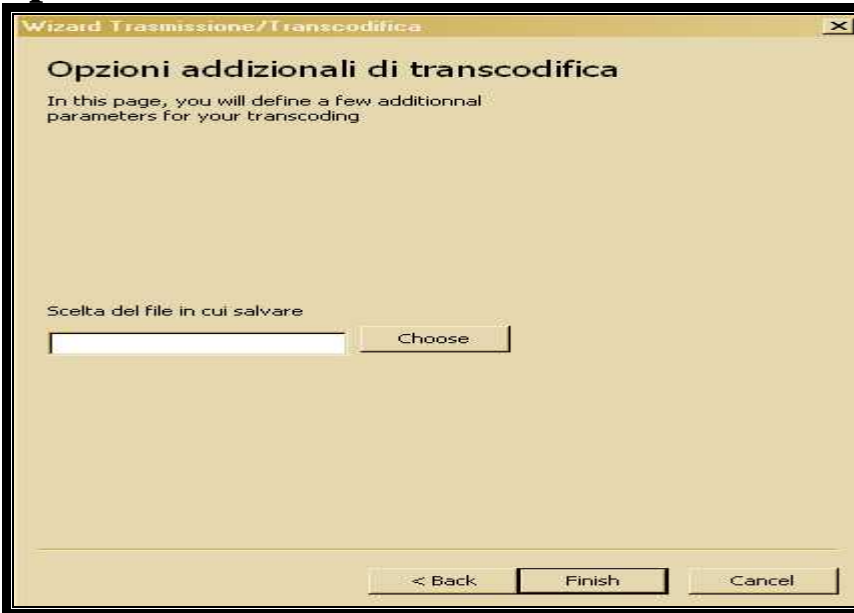 Wizard Trasmissione/Transcodifica
Opzioni addizionali di transcodifica
In this page, you will define a few additionnal
parameters for your transcoding
Scelta del file in cui salvare
Choose
< Back Finish Cancel